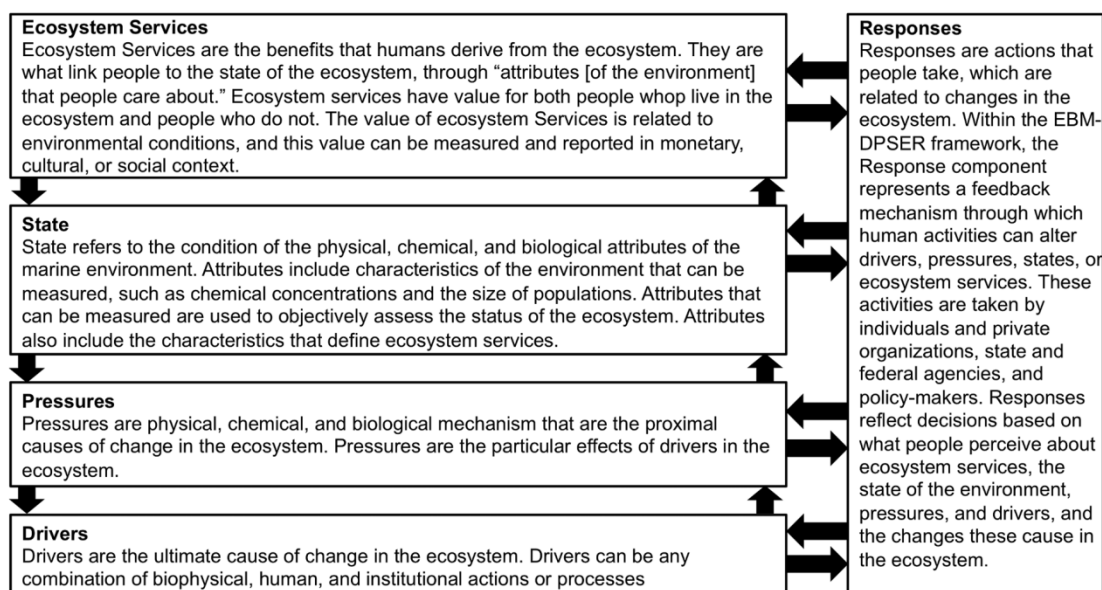 Ecosystem Services
Ecosystem Services are the benefits that humans derive from the ecosystem. They are
what link people to the state of the ecosystem, through “attributes [of the environment]
that people care about.” Ecosystem services have value for both people whop live in the
ecosystem and people who do not. The value of ecosystem Services is related to
environmental conditions, and this value can be measured and reported in monetary,
cultural, or social context.
State
State refers to the condition of the physical, chemical, and biological attributes of the
marine environment. Attributes include characteristics of the environment that can be
measured, such as chemical concentrations and the size of populations. Attributes that
can be measured are used to objectively assess the status of the ecosystem. Attributes
also include the characteristics that define ecosystem services.
Pressures
Pressures are physical, chemical, and biological mechanism that are the proximal
causes of change in the ecosystem. Pressures are the particular effects of drivers in the
ecosystem.
Drivers
Drivers are the ultimate cause of change in the ecosystem. Drivers can be any
combination of biophysical, human, and institutional actions or processes
Responses
Responses are actions that
people take, which are
related to changes in the
ecosystem. Within the EBM-
DPSER framework, the
Response component
represents a feedback
mechanism through which
human activities can alter
drivers, pressures, states, or
ecosystem services. These
activities are taken by
individuals and private
organizations, state and
federal agencies, and
policy-makers. Responses
reflect decisions based on
what people perceive about
ecosystem services, the
state of the environment,
pressures, and drivers, and
the changes these cause in
the ecosystem.